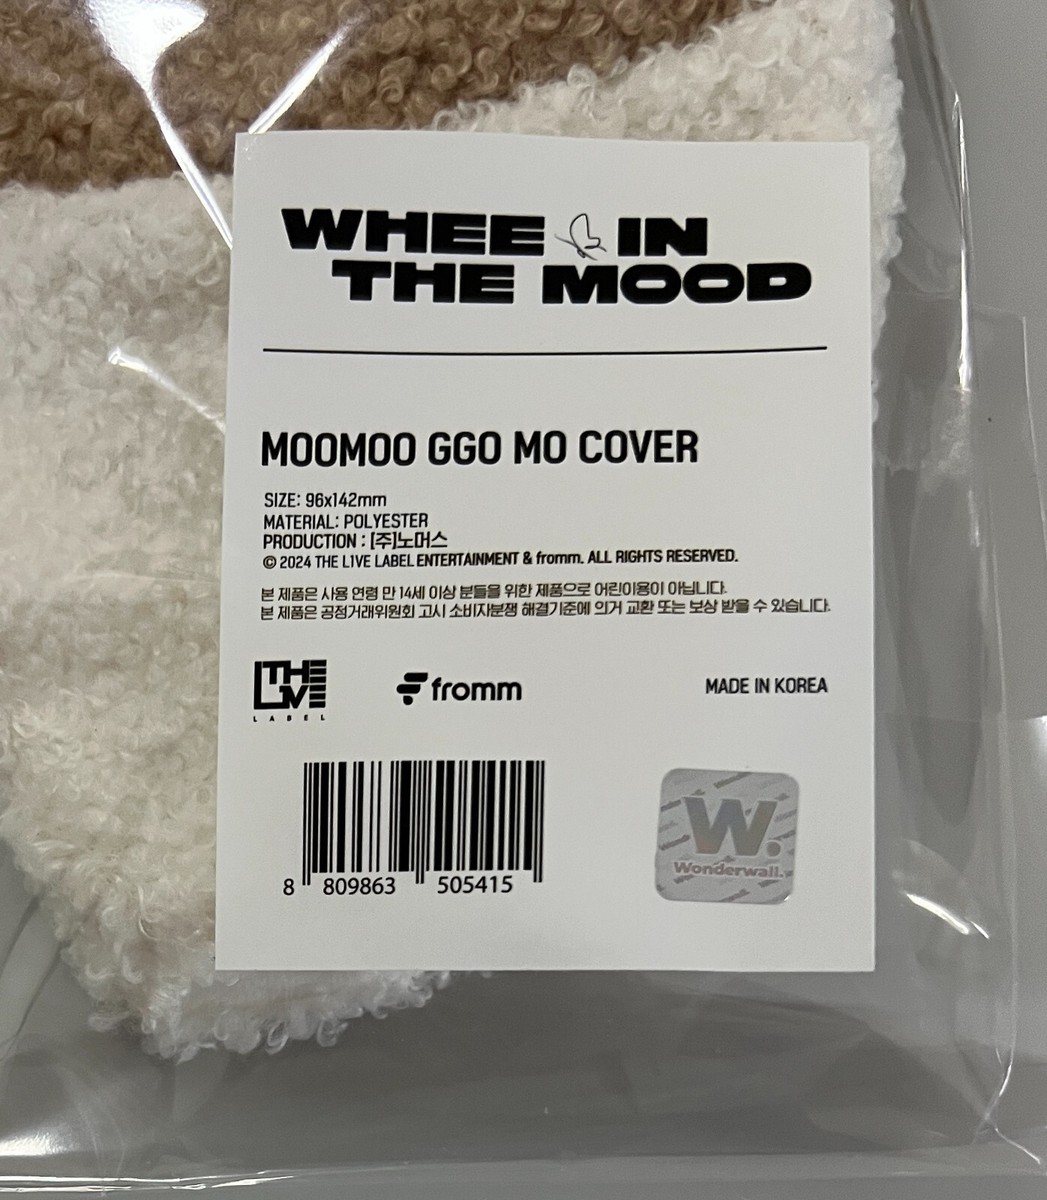 WHEE IN
THE MOOD
MOOMOO GGO MO COVER
SIZE: 96x142mm
MATERIAL: POLYESTER
PRODUCTION : [주]노머스
© 2024 THE L1VE LABEL ENTERTAINMENT & fromm. ALL RIGHTS RESERVED.
본 제품은 사용 연령 만 14세 이상 분들을 위한 제품으로 어린이용이 아닙니다.
본 제품은 공정거래위원회 고시 소비자분쟁 해결기준에 의거 교환 또는 보상 받을 수 있습니다.
THE
L1VE
LABEL
fromm
MADE IN KOREA
8 809863 505415
W.
Wonderwall.